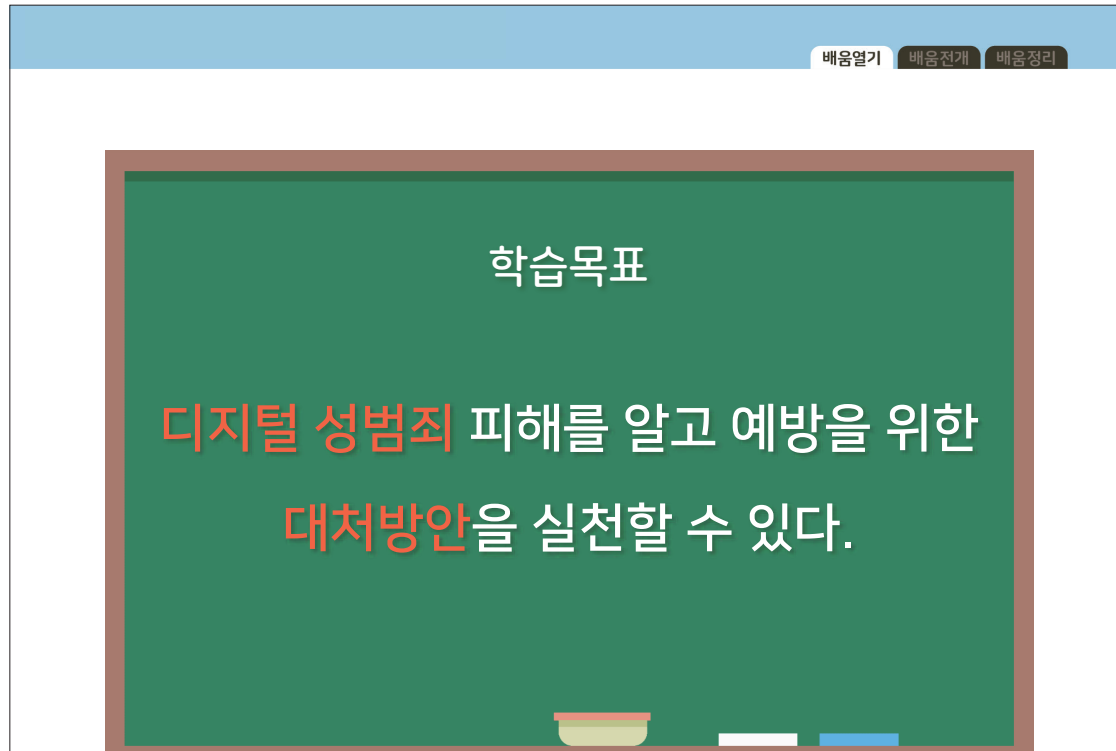 배움열기 배움전개 배움정리
학습목표
디지털 성범죄 피해를 알고 예방을 위한
대처방안을 실천할 수 있다.